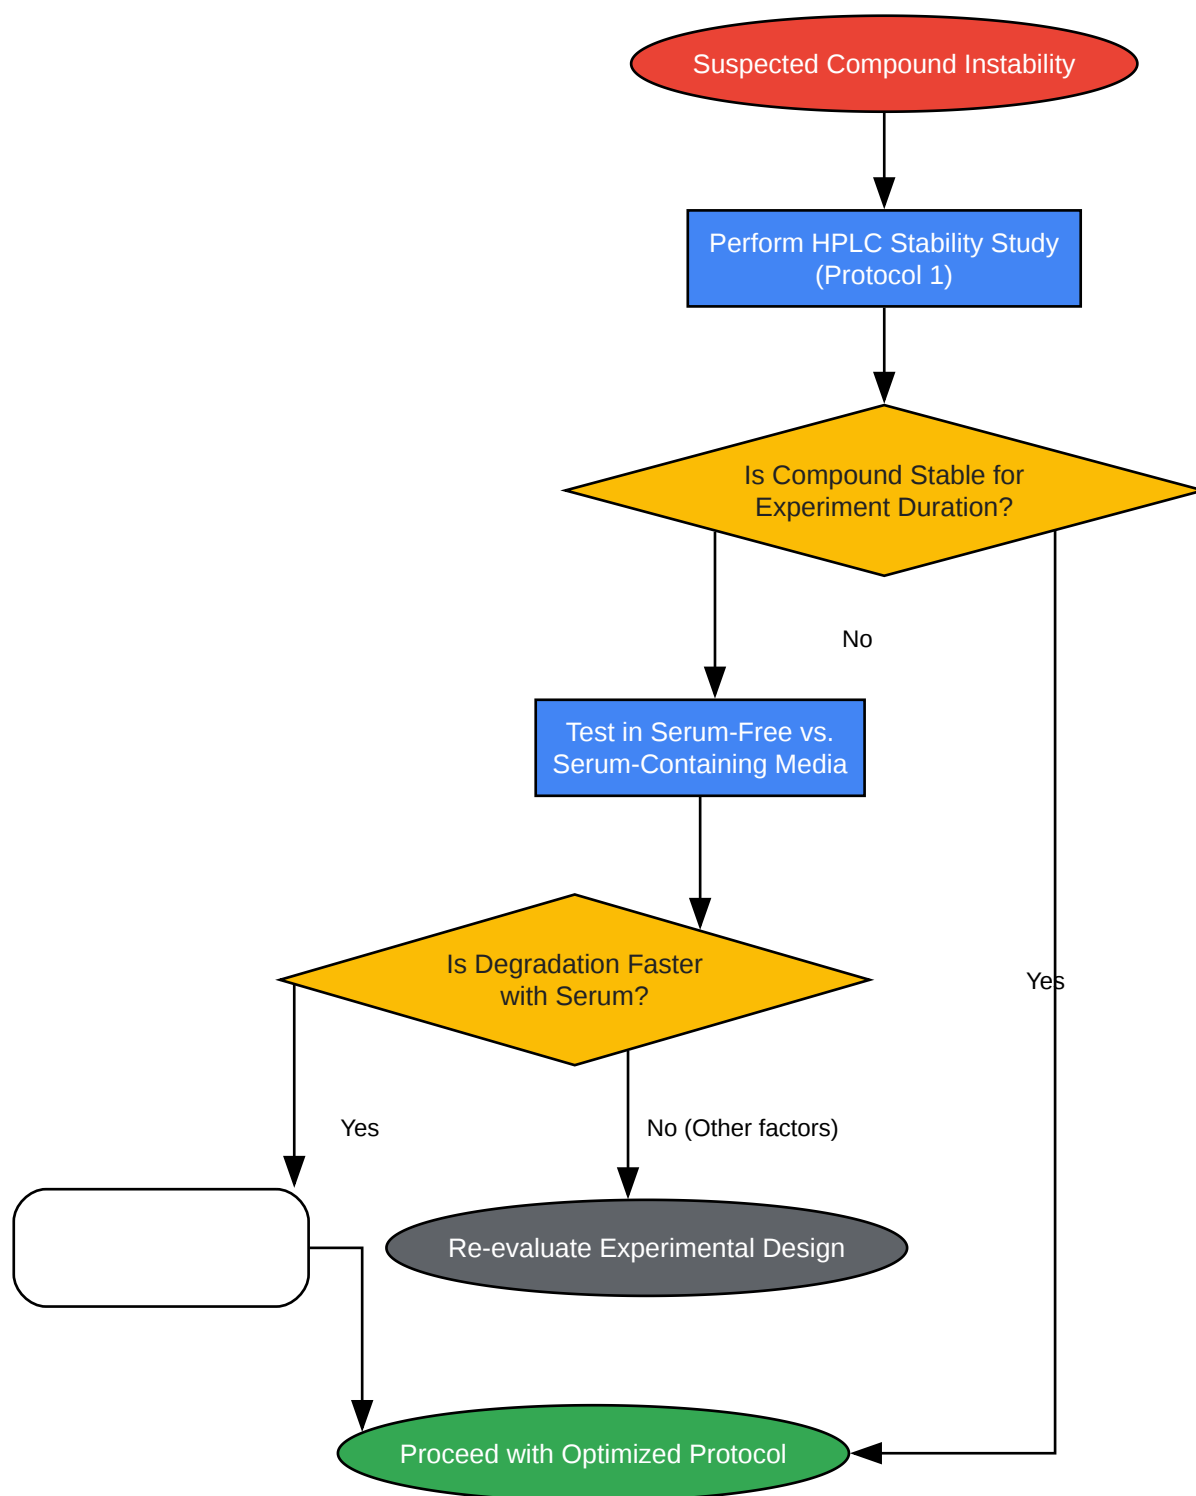 Suspected Compound Instability
Perform HPLC Stability Study
(Protocol 1)
Is Compound Stable for
Experiment Duration?
No
Test in Serum-Free vs.
Serum-Containing Media
Is Degradation Faster
with Serum?
Yes
Yes
No (Other factors)
Re-evaluate Experimental Design
Proceed with Optimized Protocol